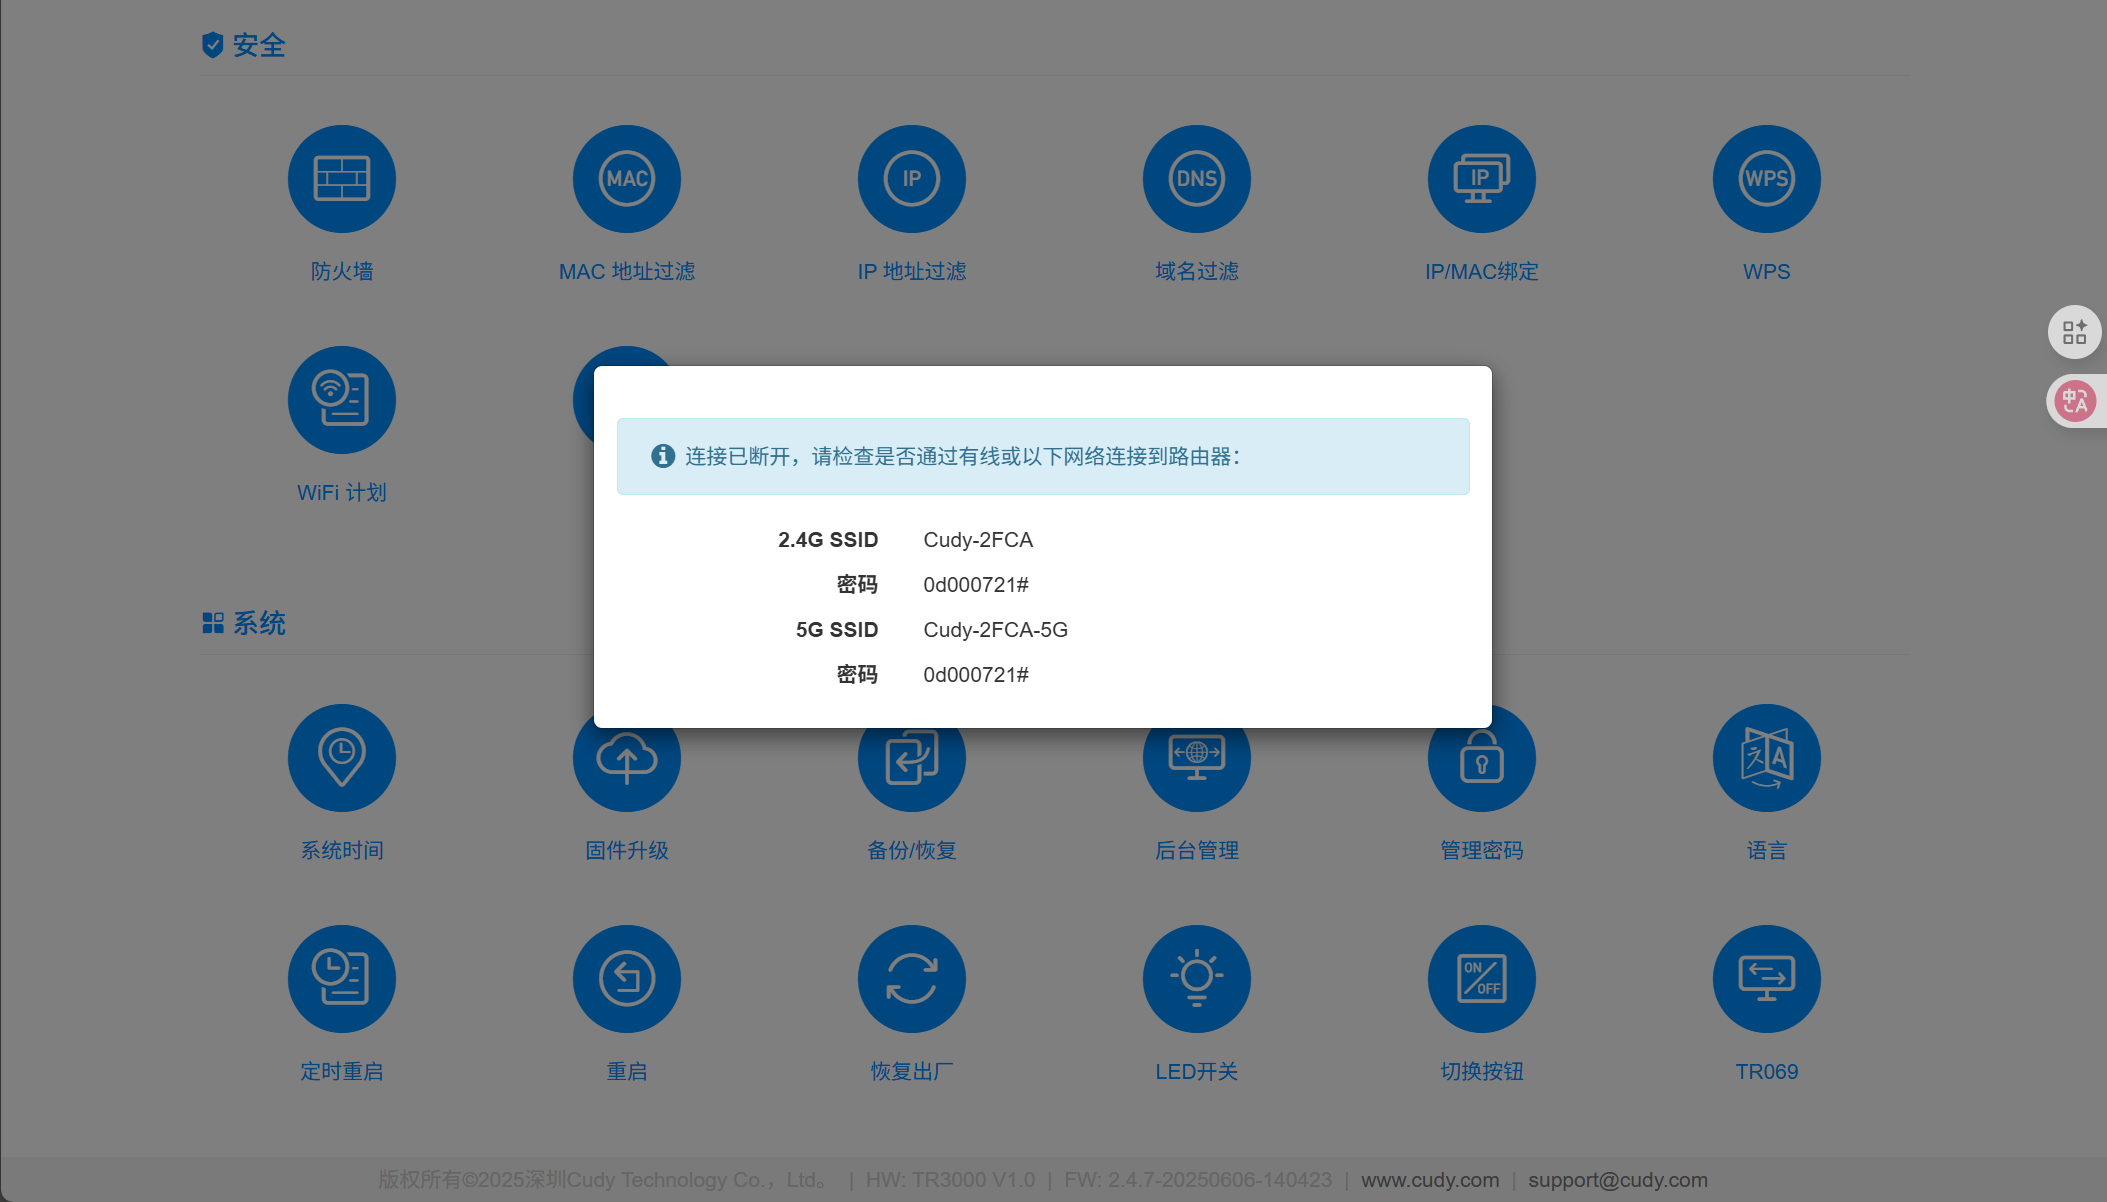 安全
MAC
IP
DNS
IP
WPS
防火墙
MAC 地址过滤
IP 地址过滤
域名过滤
IP/MAC绑定
WPS
中A
WiFi 计划
连接已断开，请检查是否通过有线或以下网络连接到路由器：
2.4G SSID Cudy-2FCA
密码 0d000721#
5G SSID Cudy-2FCA-5G
密码 0d000721#
系统
A
系统时间
固件升级
备份/恢复
后台管理
管理密码
语言
ON
OFF
定时重启
重启
恢复出厂
LED开关
切换按钮
TR069
版权所有©2025深圳Cudy Technology Co.，Ltd。 | HW: TR3000 V1.0 | FW: 2.4.7-20250606-140423 | www.cudy.com | support@cudy.com